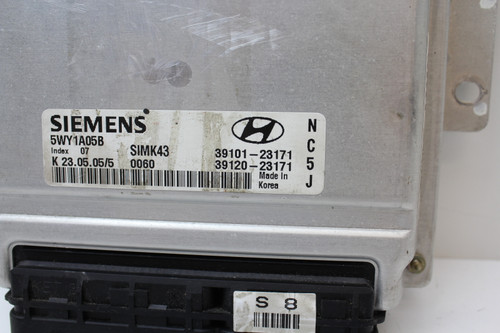 SIEMENS
5WY1A05B
Index 07 SIMK43
K 23.05.05/5 0060
39101-23171
39120-23171
Made in
Korea
N
C
5
J
S 8